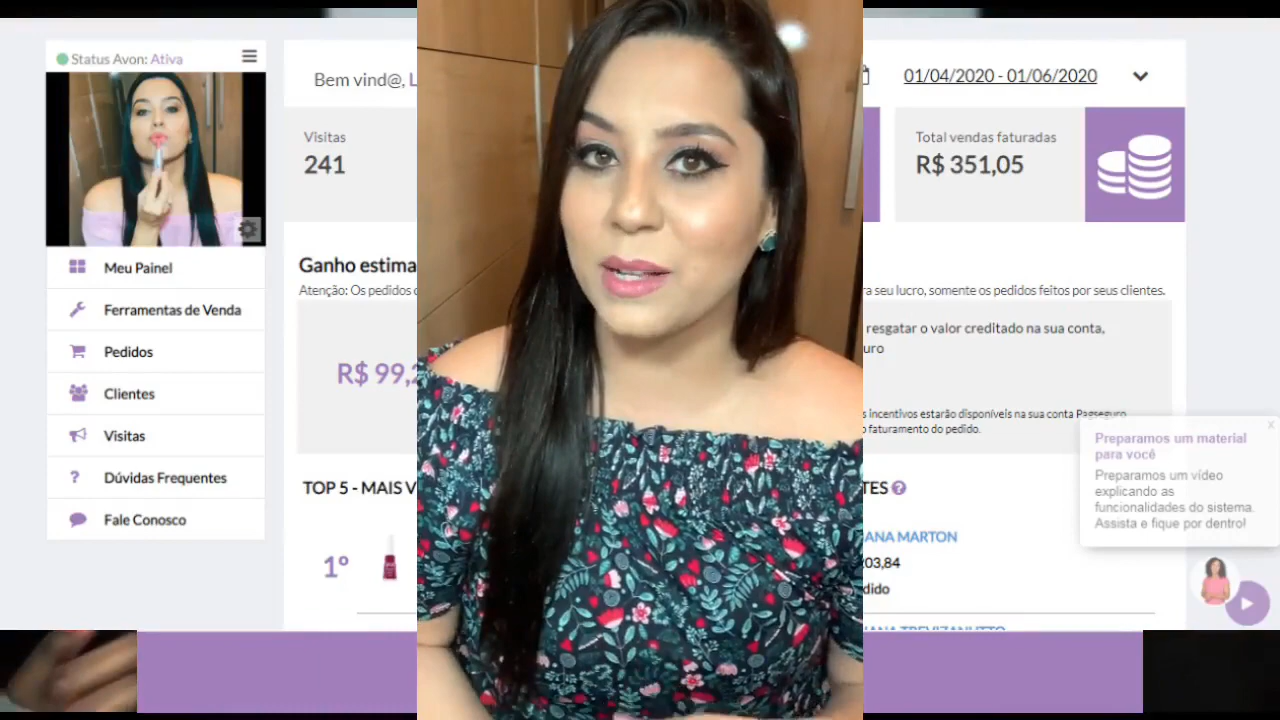 Status Avon: Ativa
Meu Painel
Ferramentas de Venda
Pedidos
Clientes
Visitas
Dúvidas Frequentes
Fale Conosco
Bem vind@,
01/04/2020 - 01/06/2020
Visitas
241
Total vendas faturadas
R$ 351,05
Ganho estima
Atenção: Os pedidos
seu lucro, somente os pedidos feitos por seus clientes.
R$ 99,
resgatar o valor creditado na sua conta,
uro
s incentivos estarão disponíveis na sua conta Pagseguro
o faturamento do pedido.
TOP 5 - MAIS V
TES
1º
ANA MARTON
03,84
dido
Preparamos um material
para você
Preparamos um vídeo
explicando as
funcionalidades do sistema.
Assista e fique por dentro!
X